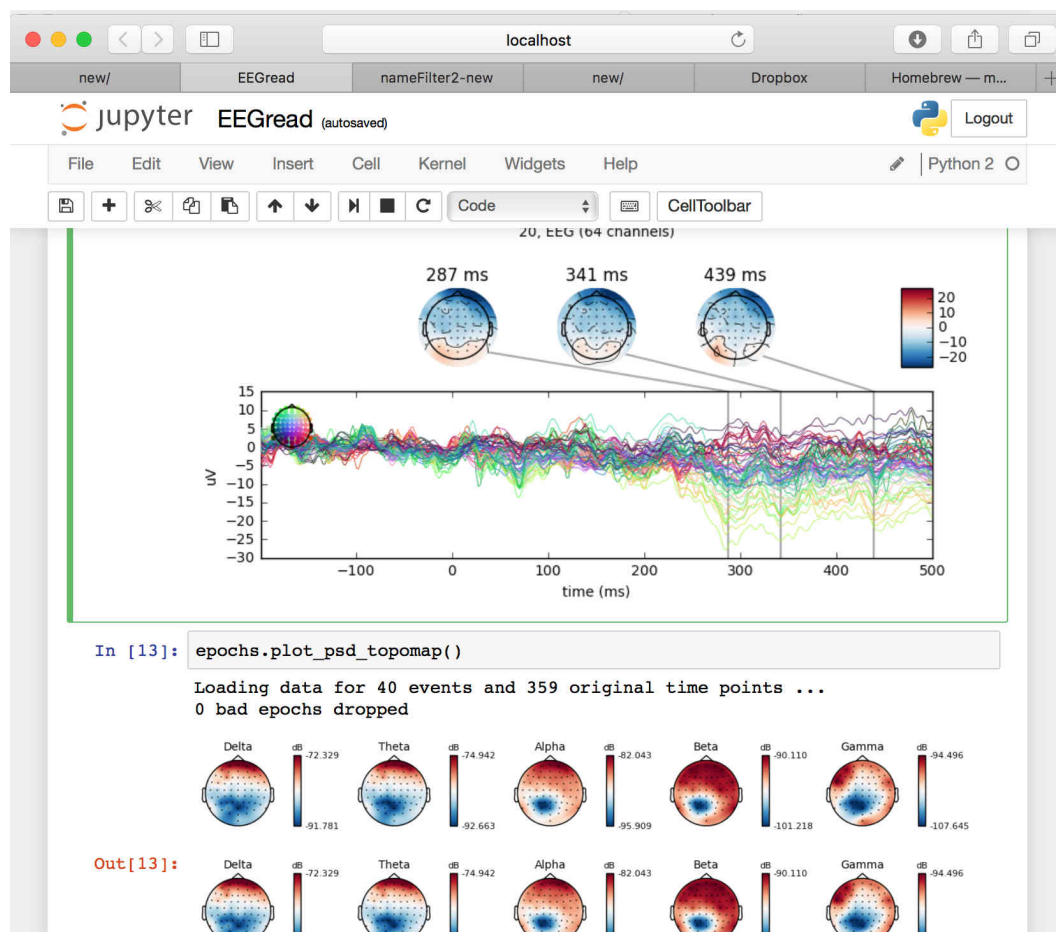 localhost
new/ EEGread nameFilter2-new new/ Dropbox Homebrew — m...
jupyter EEGread (autosaved) Logout
File Edit View Insert Cell Kernel Widgets Help Python 2
Code CellToolbar
20, EEG (64 channels)
287 ms 341 ms 439 ms
20
10
0
−10
−20
15
10
5
0
−5
−10
−15
−20
−25
−30
uV
−100 0 100 200 300 400 500
time (ms)
In [13]: epochs.plot_psd_topomap()
Loading data for 40 events and 359 original time points ...
0 bad epochs dropped
Delta dB Theta dB Alpha dB Beta dB Gamma dB
-72.329 -74.942 -82.043 -90.110 -94.496
-91.781 -92.663 -95.909 -101.218 -107.645
Out[13]: Delta dB Theta dB Alpha dB Beta dB Gamma dB
-72.329 -74.942 -82.043 -90.110 -94.496